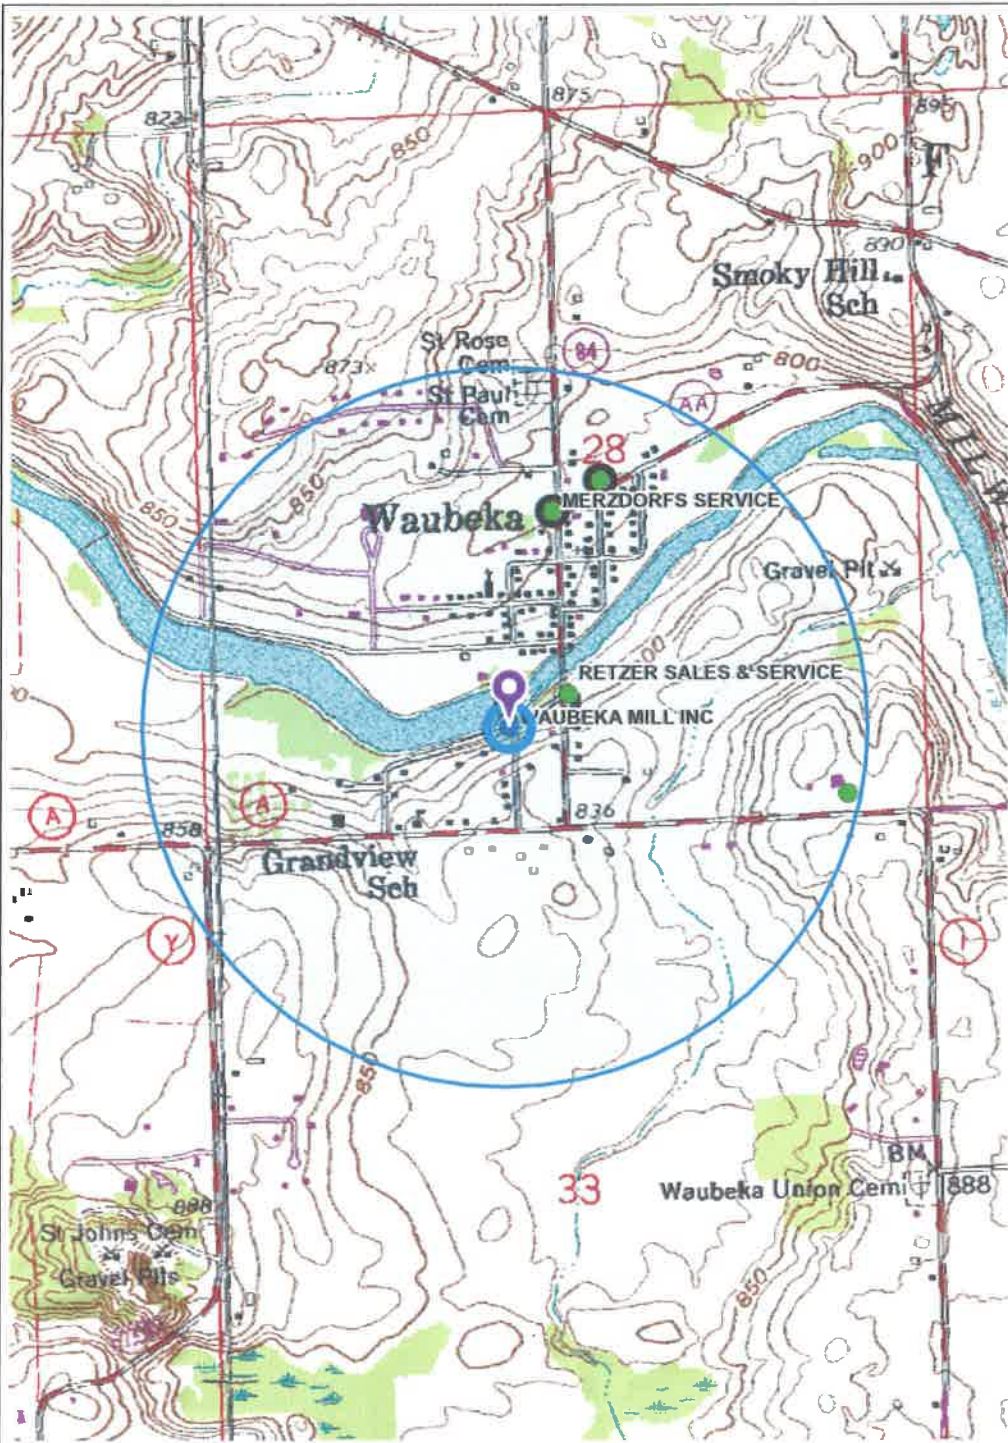 875
895
823
850
900
F
890
Smoky Hill
Sch
84
St Rose
Cem
800
873
St Paul
Cem
AA
28
850
MERZDORFS SERVICE
Waubeka
850
Gravel Pit
RETZER SALES & SERVICE
WAUBEKA MILL INC
A
A
836
858
Grandview
Sch
Y
I
850
BM
33
Waubeka Union Cem
888
888
St Johns Cem
Gravel Pits
850